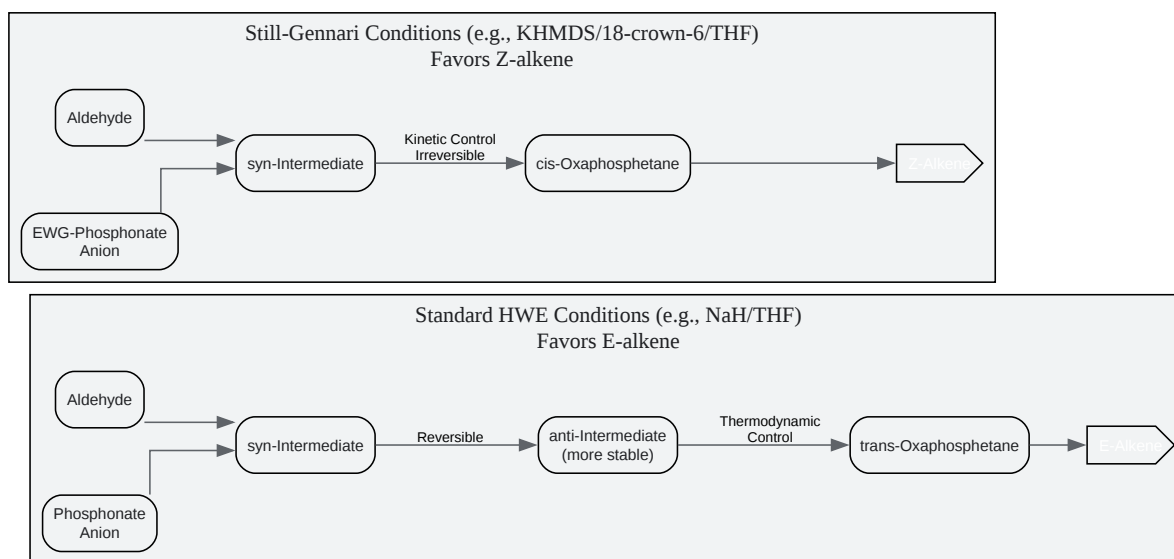 Still-Gennari Conditions (e.g., KHMDS/18-crown-6/THF)
Favors Z-alkene
Aldehyde
EWG-Phosphonate
Anion
syn-Intermediate
Kinetic Control
Irreversible
cis-Oxaphosphetane
Z-Alkene
Standard HWE Conditions (e.g., NaH/THF)
Favors E-alkene
Aldehyde
Phosphonate
Anion
syn-Intermediate
Reversible
anti-Intermediate
(more stable)
Thermodynamic
Control
trans-Oxaphosphetane
E-Alkene